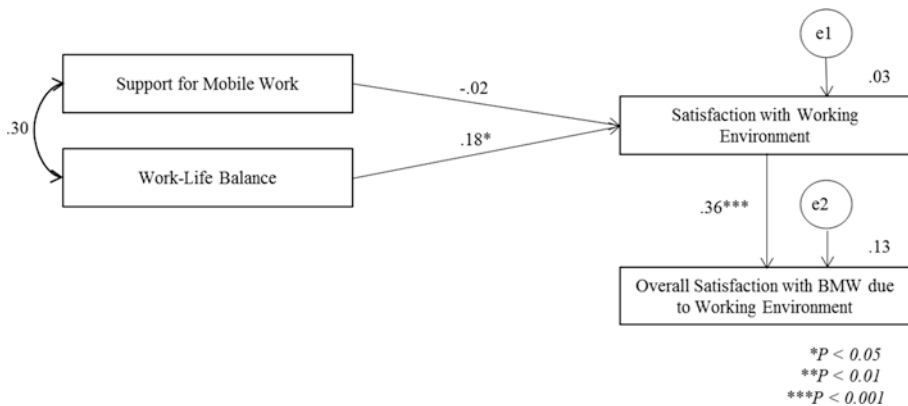 e1
.03
Support for Mobile Work
-.02
Satisfaction with Working
Environment
.30
.18*
Work-Life Balance
.36***
e2
.13
Overall Satisfaction with BMW due
to Working Environment
*P < 0.05
**P < 0.01
***P < 0.001